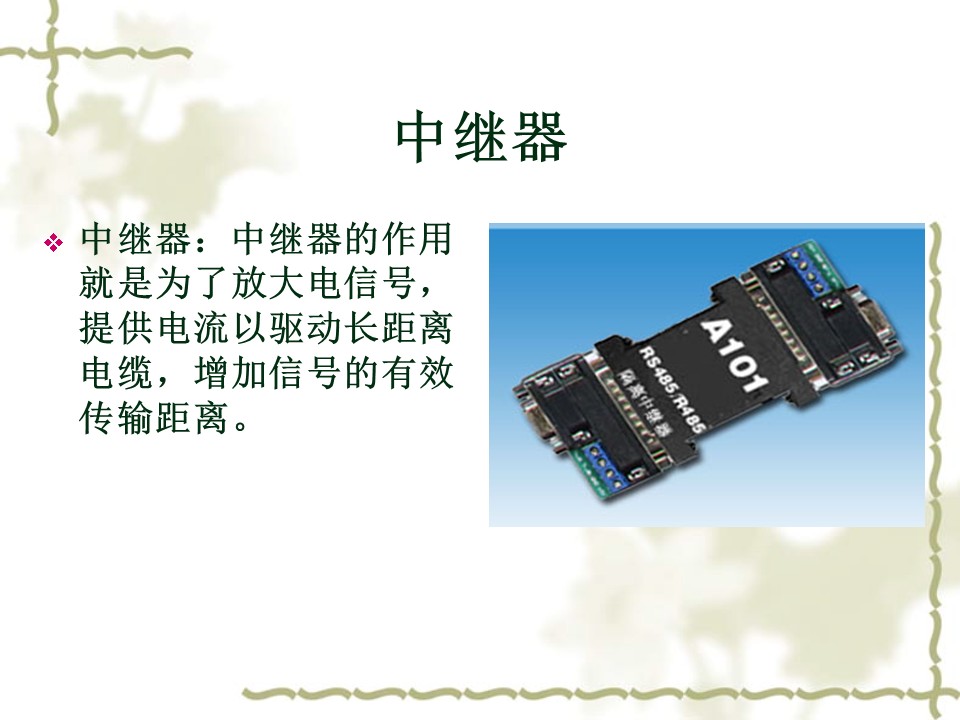 中继器
中继器：中继器的作用
就是为了放大电信号，
提供电流以驱动长距离
电缆，增加信号的有效
传输距离。
A101
RS485/R485
隔离中继器